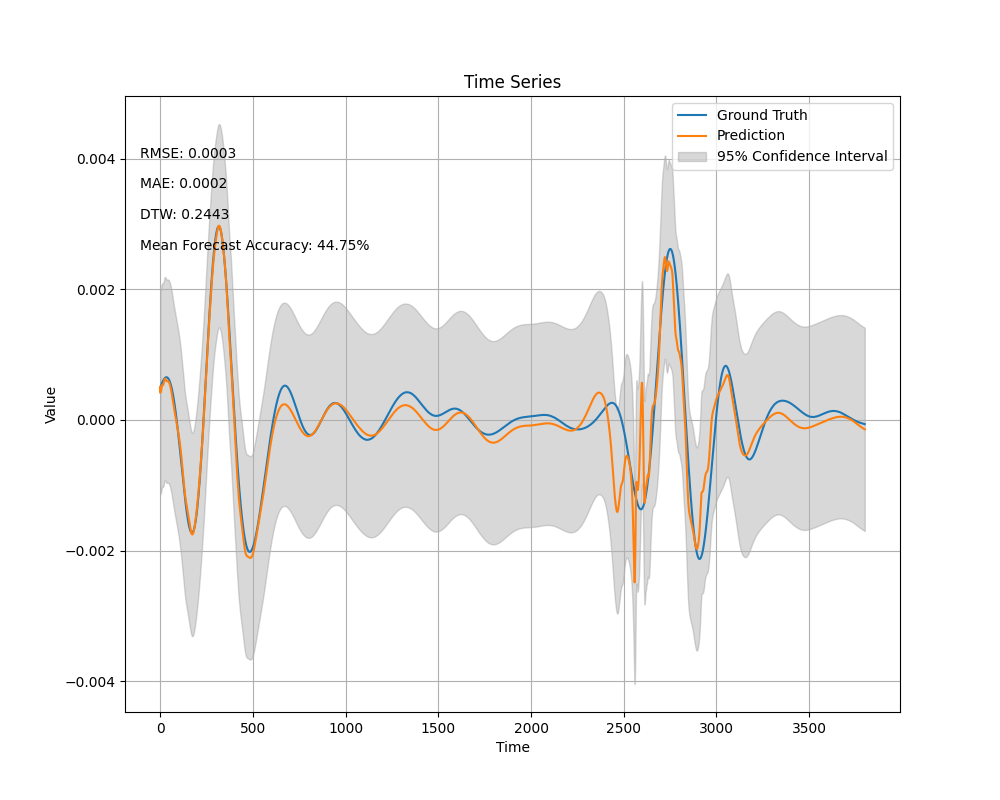 Time Series
Ground Truth
Prediction
95% Confidence Interval
RMSE: 0.0003
MAE: 0.0002
DTW: 0.2443
Mean Forecast Accuracy: 44.75%
0.004
0.002
0.000
−0.002
−0.004
Value
0 500 1000 1500 2000 2500 3000 3500
Time